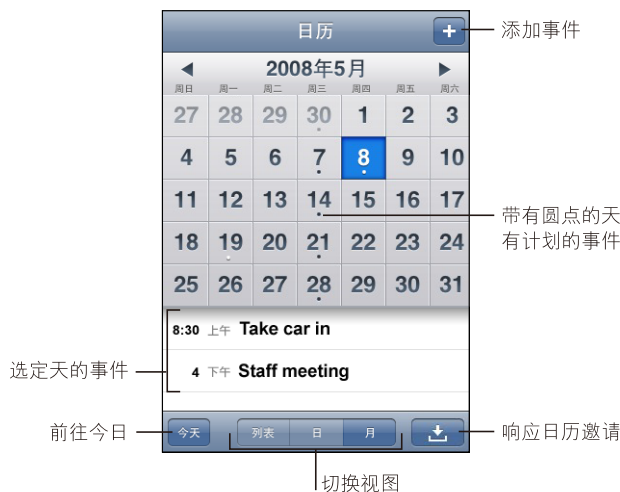 日历
+
添加事件
2008年5月
周日 周一 周二 周三 周四 周五 周六
27 28 29 30 1 2 3
4 5 6 7 8 9 10
11 12 13 14 15 16 17
带有圆点的天
有计划的事件
18 19 20 21 22 23 24
25 26 27 28 29 30 31
8:30 上午 Take car in
选定天的事件
4 下午 Staff meeting
前往今日
今天
列表 日 月
响应日历邀请
切换视图